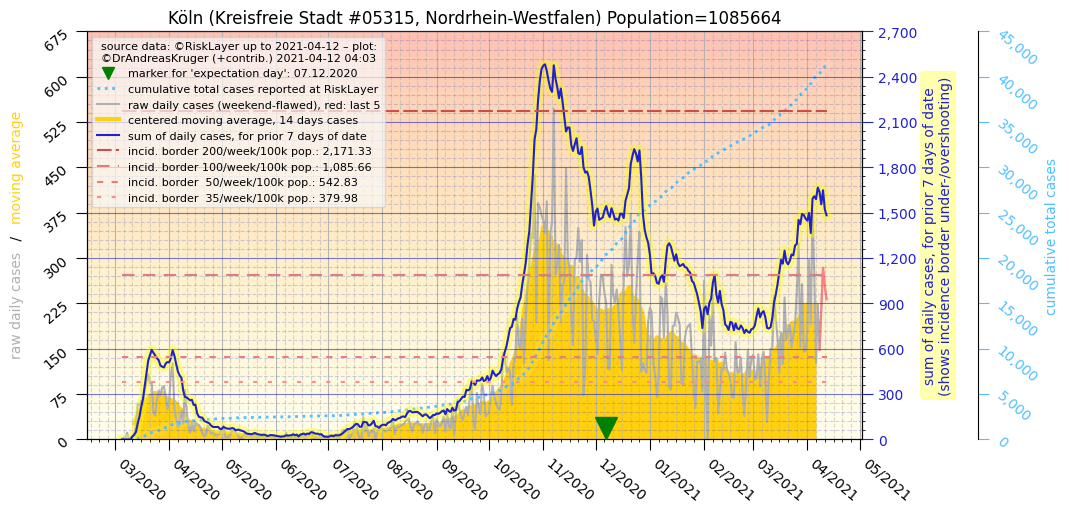 Köln (Kreisfreie Stadt #05315, Nordrhein-Westfalen) Population=1085664
source data: ©RiskLayer up to 2021-04-12 – plot:
©DrAndreasKruger (+contrib.) 2021-04-12 04:03
marker for 'expectation day': 07.12.2020
cumulative total cases reported at RiskLayer
raw daily cases (weekend-flawed), red: last 5
centered moving average, 14 days cases
sum of daily cases, for prior 7 days of date
incid. border 200/week/100k pop.: 2,171.33
incid. border 100/week/100k pop.: 1,085.66
incid. border  50/week/100k pop.: 542.83
incid. border  35/week/100k pop.: 379.98
raw daily cases / moving average
675
600
525
450
375
300
225
150
75
0
2,700
2,400
2,100
1,800
1,500
1,200
900
600
300
0
sum of daily cases, for prior 7 days of date
(shows incidence border under-/overshooting)
45,000
40,000
35,000
30,000
25,000
20,000
15,000
10,000
5,000
0
cumulative total cases
03/2020
04/2020
05/2020
06/2020
07/2020
08/2020
09/2020
10/2020
11/2020
12/2020
01/2021
02/2021
03/2021
04/2021
05/2021